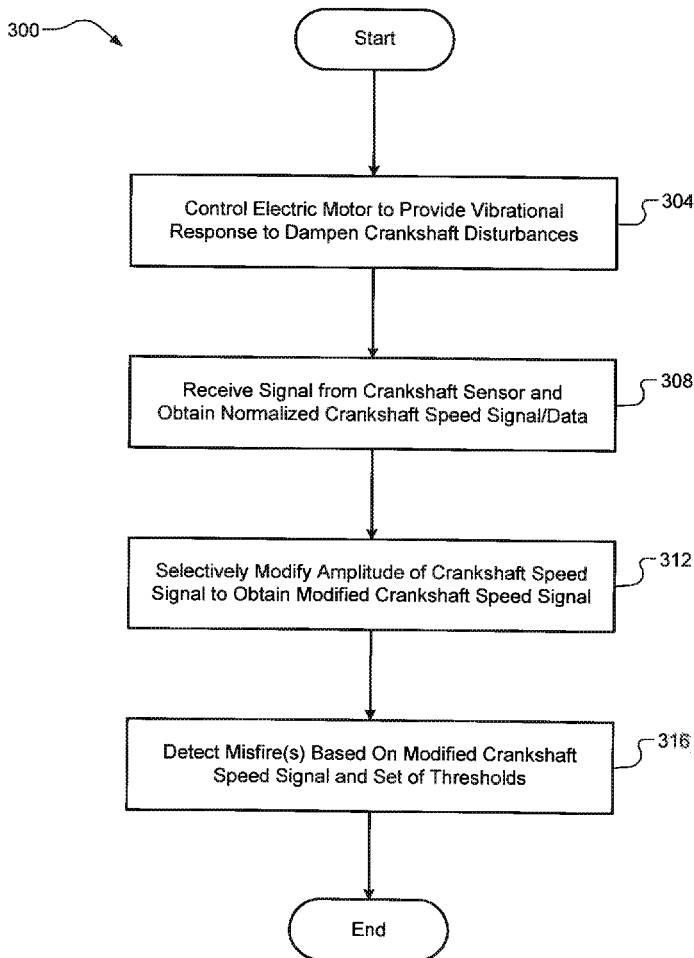 300
Start
Control Electric Motor to Provide Vibrational
Response to Dampen Crankshaft Disturbances
304
Receive Signal from Crankshaft Sensor and
Obtain Normalized Crankshaft Speed Signal/Data
308
Selectively Modify Amplitude of Crankshaft Speed
Signal to Obtain Modified Crankshaft Speed Signal
312
Detect Misfire(s) Based On Modified Crankshaft
Speed Signal and Set of Thresholds
316
End